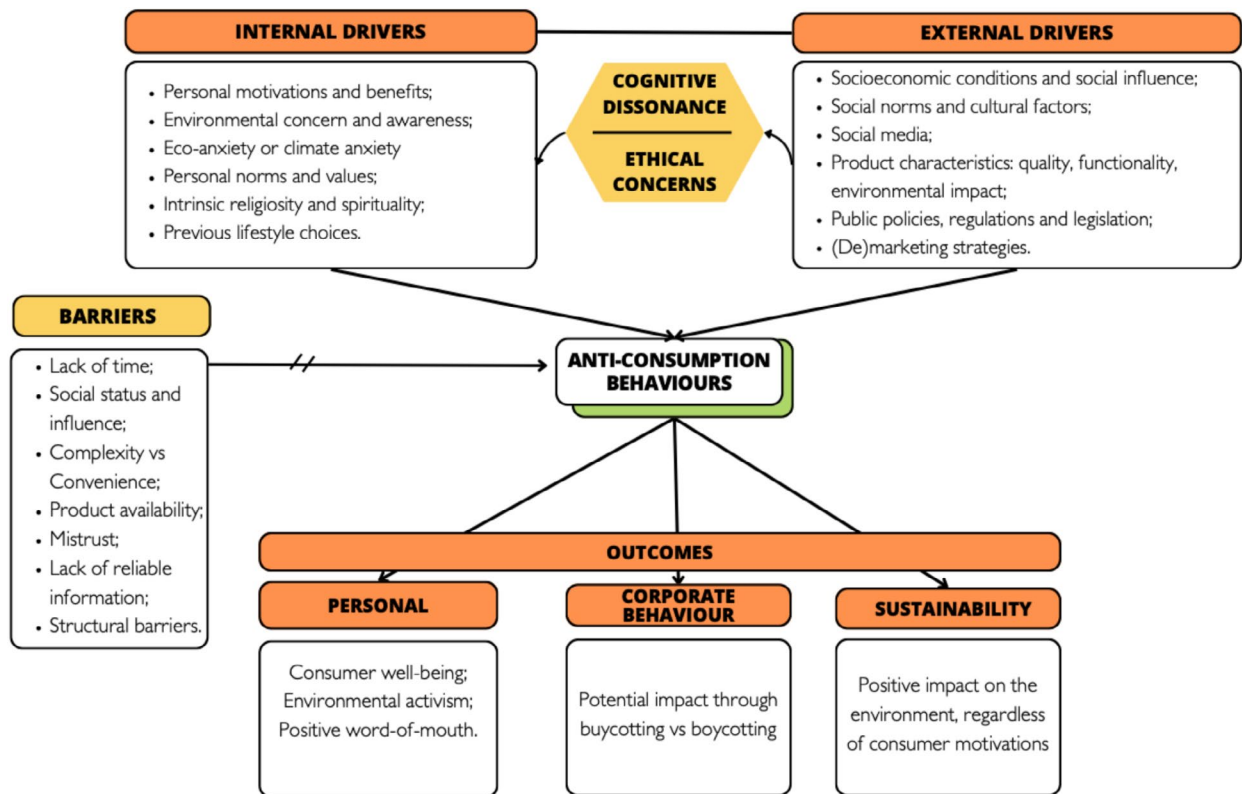 INTERNAL DRIVERS
• Personal motivations and benefits;
• Environmental concern and awareness;
• Eco-anxiety or climate anxiety
• Personal norms and values;
• Intrinsic religiosity and spirituality;
• Previous lifestyle choices.
COGNITIVE
DISSONANCE
ETHICAL
CONCERNS
EXTERNAL DRIVERS
• Socioeconomic conditions and social influence;
• Social norms and cultural factors;
• Social media;
• Product characteristics: quality, functionality,
environmental impact;
• Public policies, regulations and legislation;
• (De)marketing strategies.
BARRIERS
• Lack of time;
• Social status and
influence;
• Complexity vs
Convenience;
• Product availability;
• Mistrust;
• Lack of reliable
information;
• Structural barriers.
ANTI-CONSUMPTION
BEHAVIOURS
OUTCOMES
PERSONAL
Consumer well-being;
Environmental activism;
Positive word-of-mouth.
CORPORATE
BEHAVIOUR
Potential impact through
buycotting vs boycotting
SUSTAINABILITY
Positive impact on the
environment, regardless
of consumer motivations